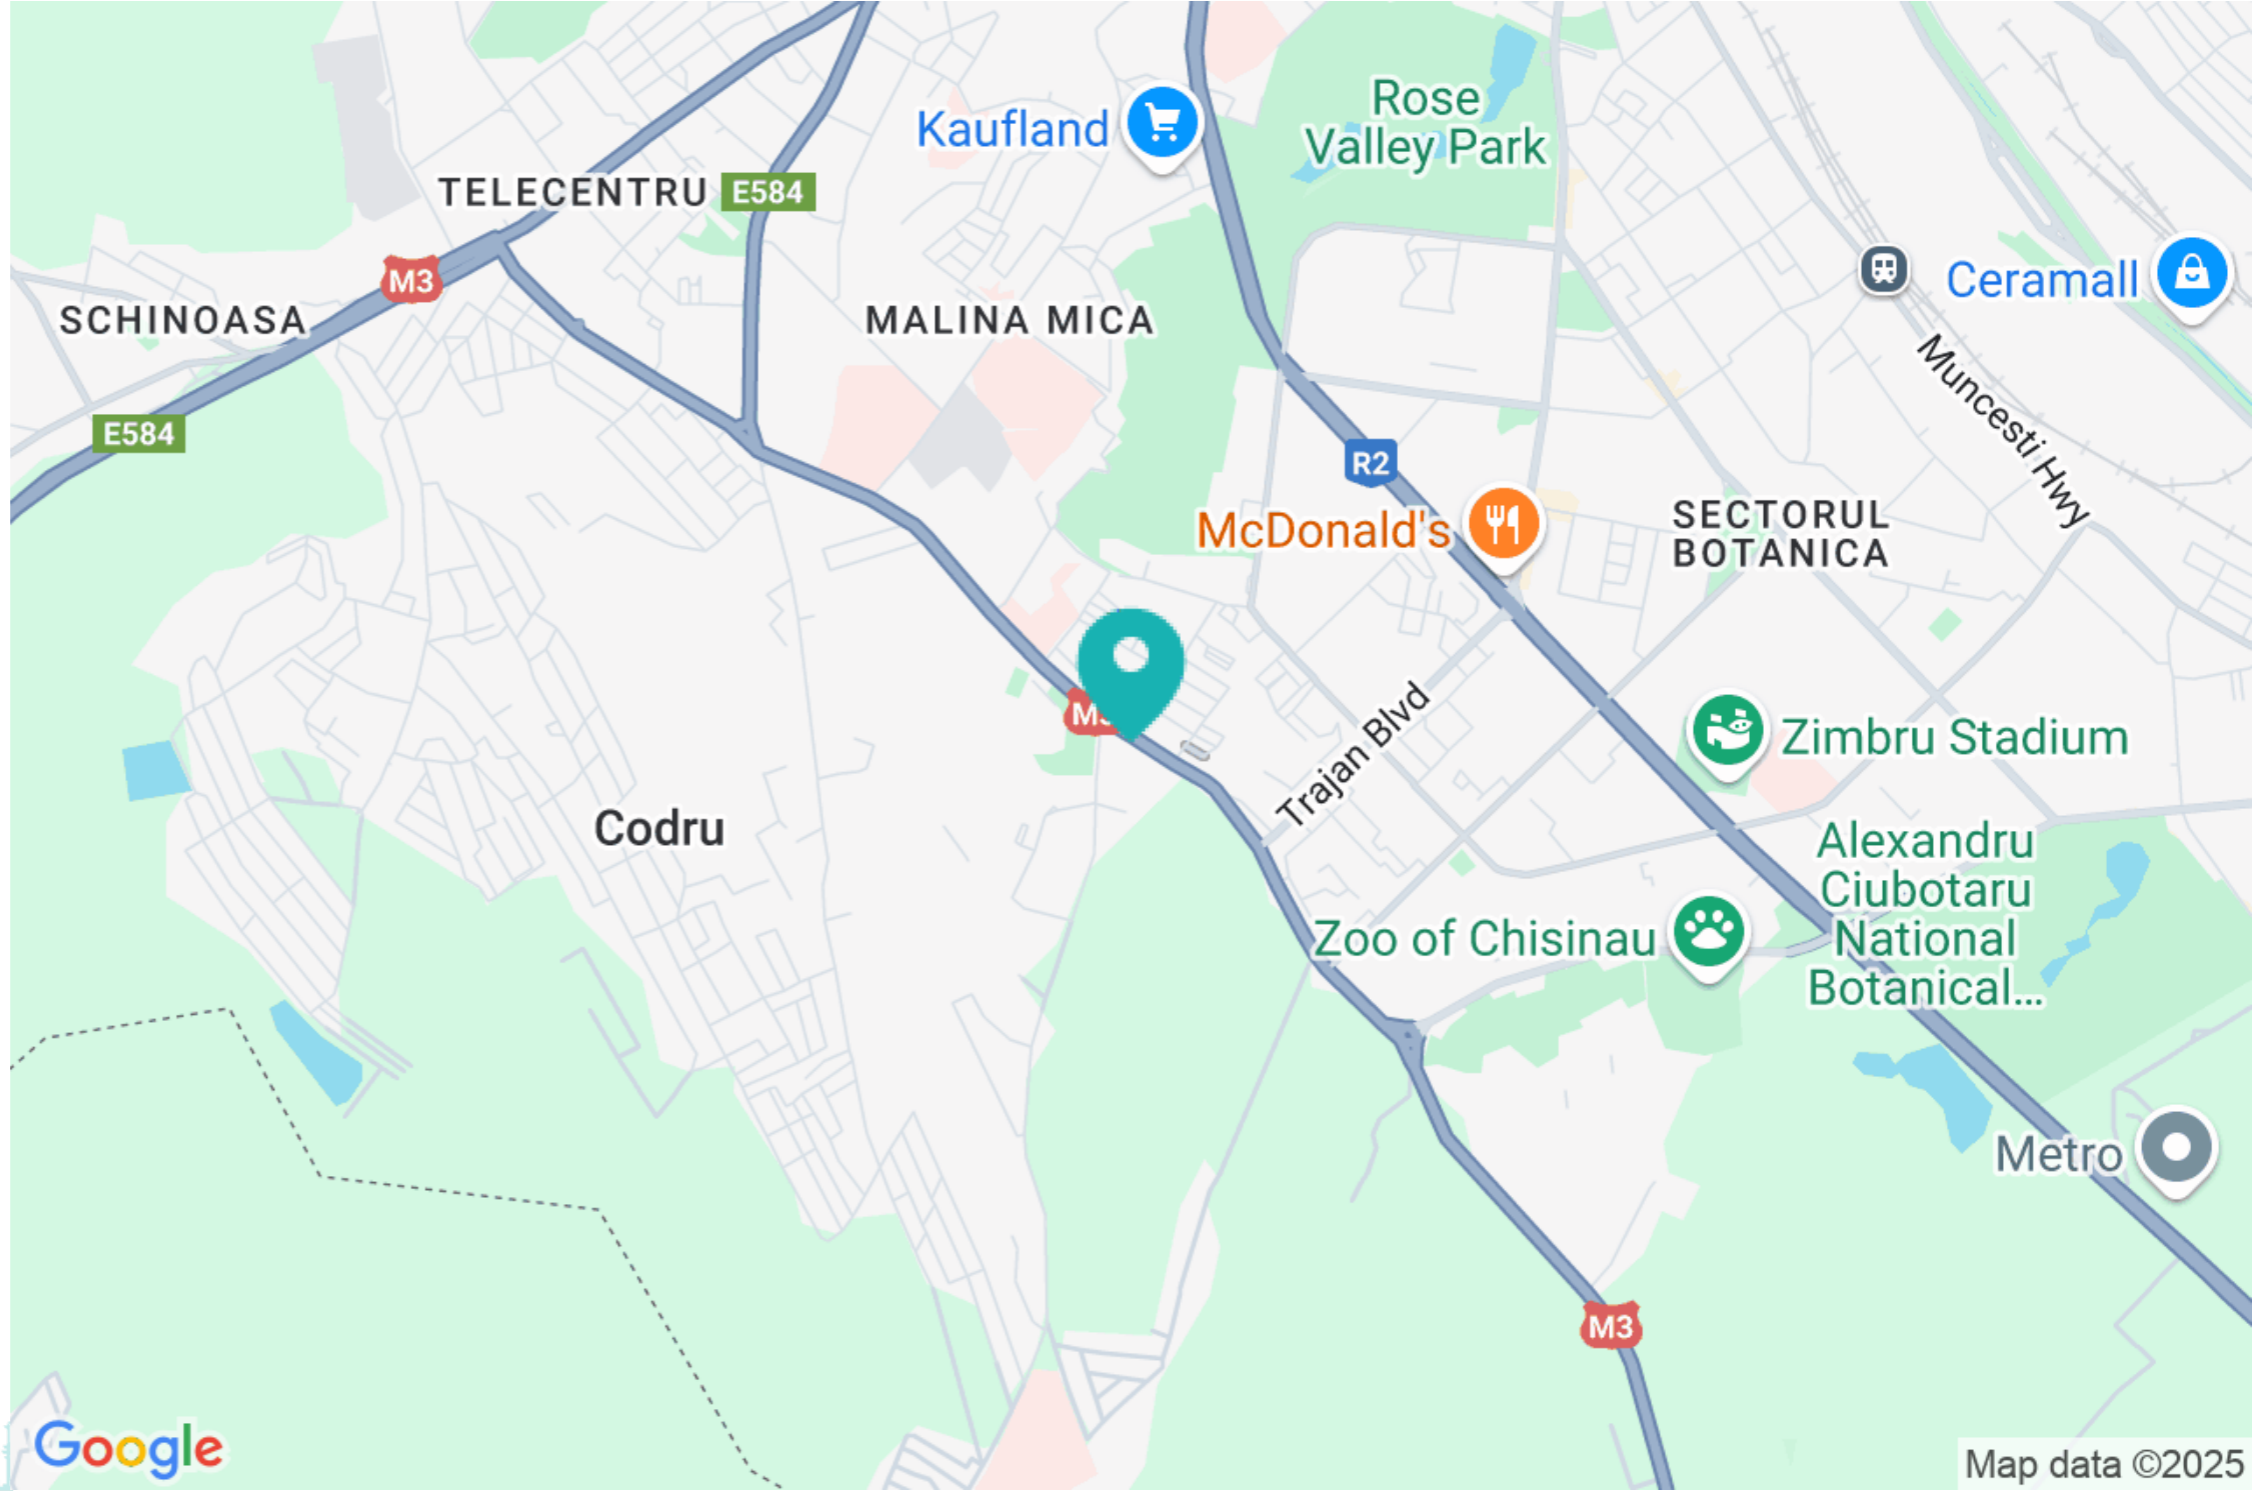 Rose
Valley Park
Kaufland
TELECENTRU
E584
M3
SCHINOASA
MALINA MICA
Ceramall
Muncesti Hwy
E584
R2
McDonald's
SECTORUL
BOTANICA
M3
Trajan Blvd
Zimbru Stadium
Codru
Alexandru
Ciubotaru
National
Botanical...
Zoo of Chisinau
Metro
M3
Google
Map data ©2025